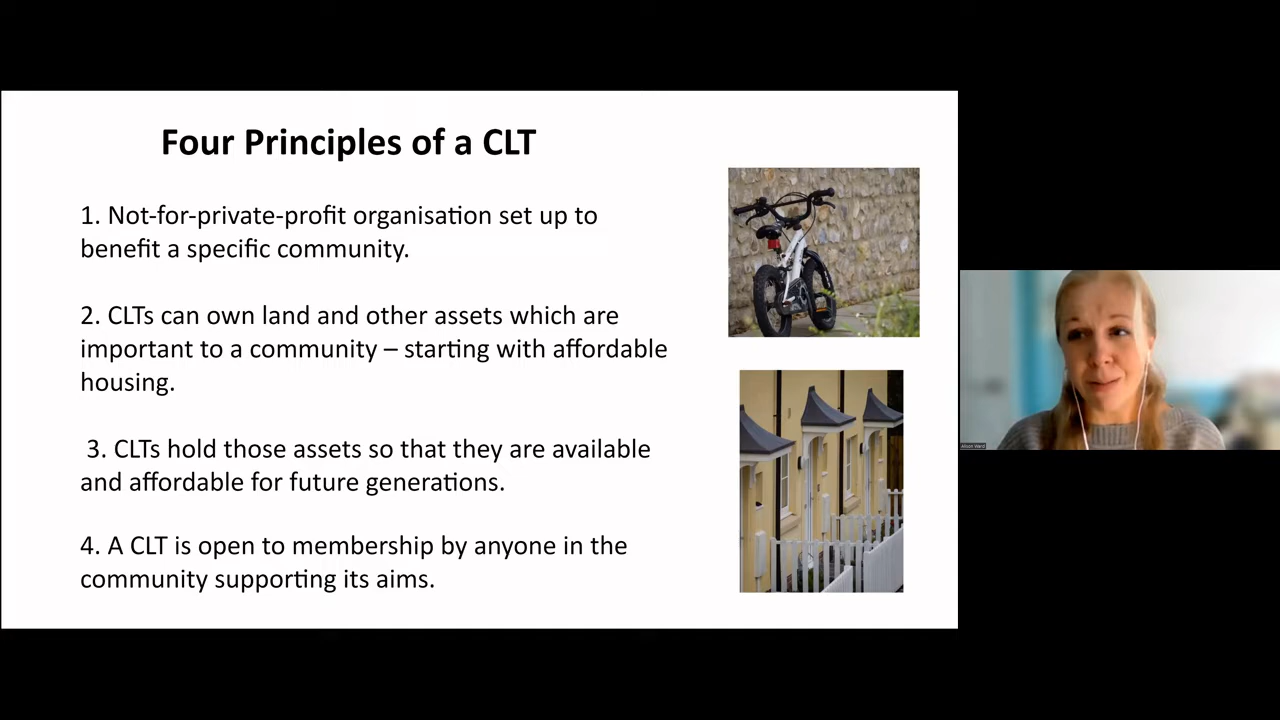 Four Principles of a CLT
1. Not-for-private-profit organisation set up to
benefit a specific community.
2. CLTs can own land and other assets which are
important to a community – starting with affordable
housing.
3. CLTs hold those assets so that they are available
and affordable for future generations.
4. A CLT is open to membership by anyone in the
community supporting its aims.
Alison Ward